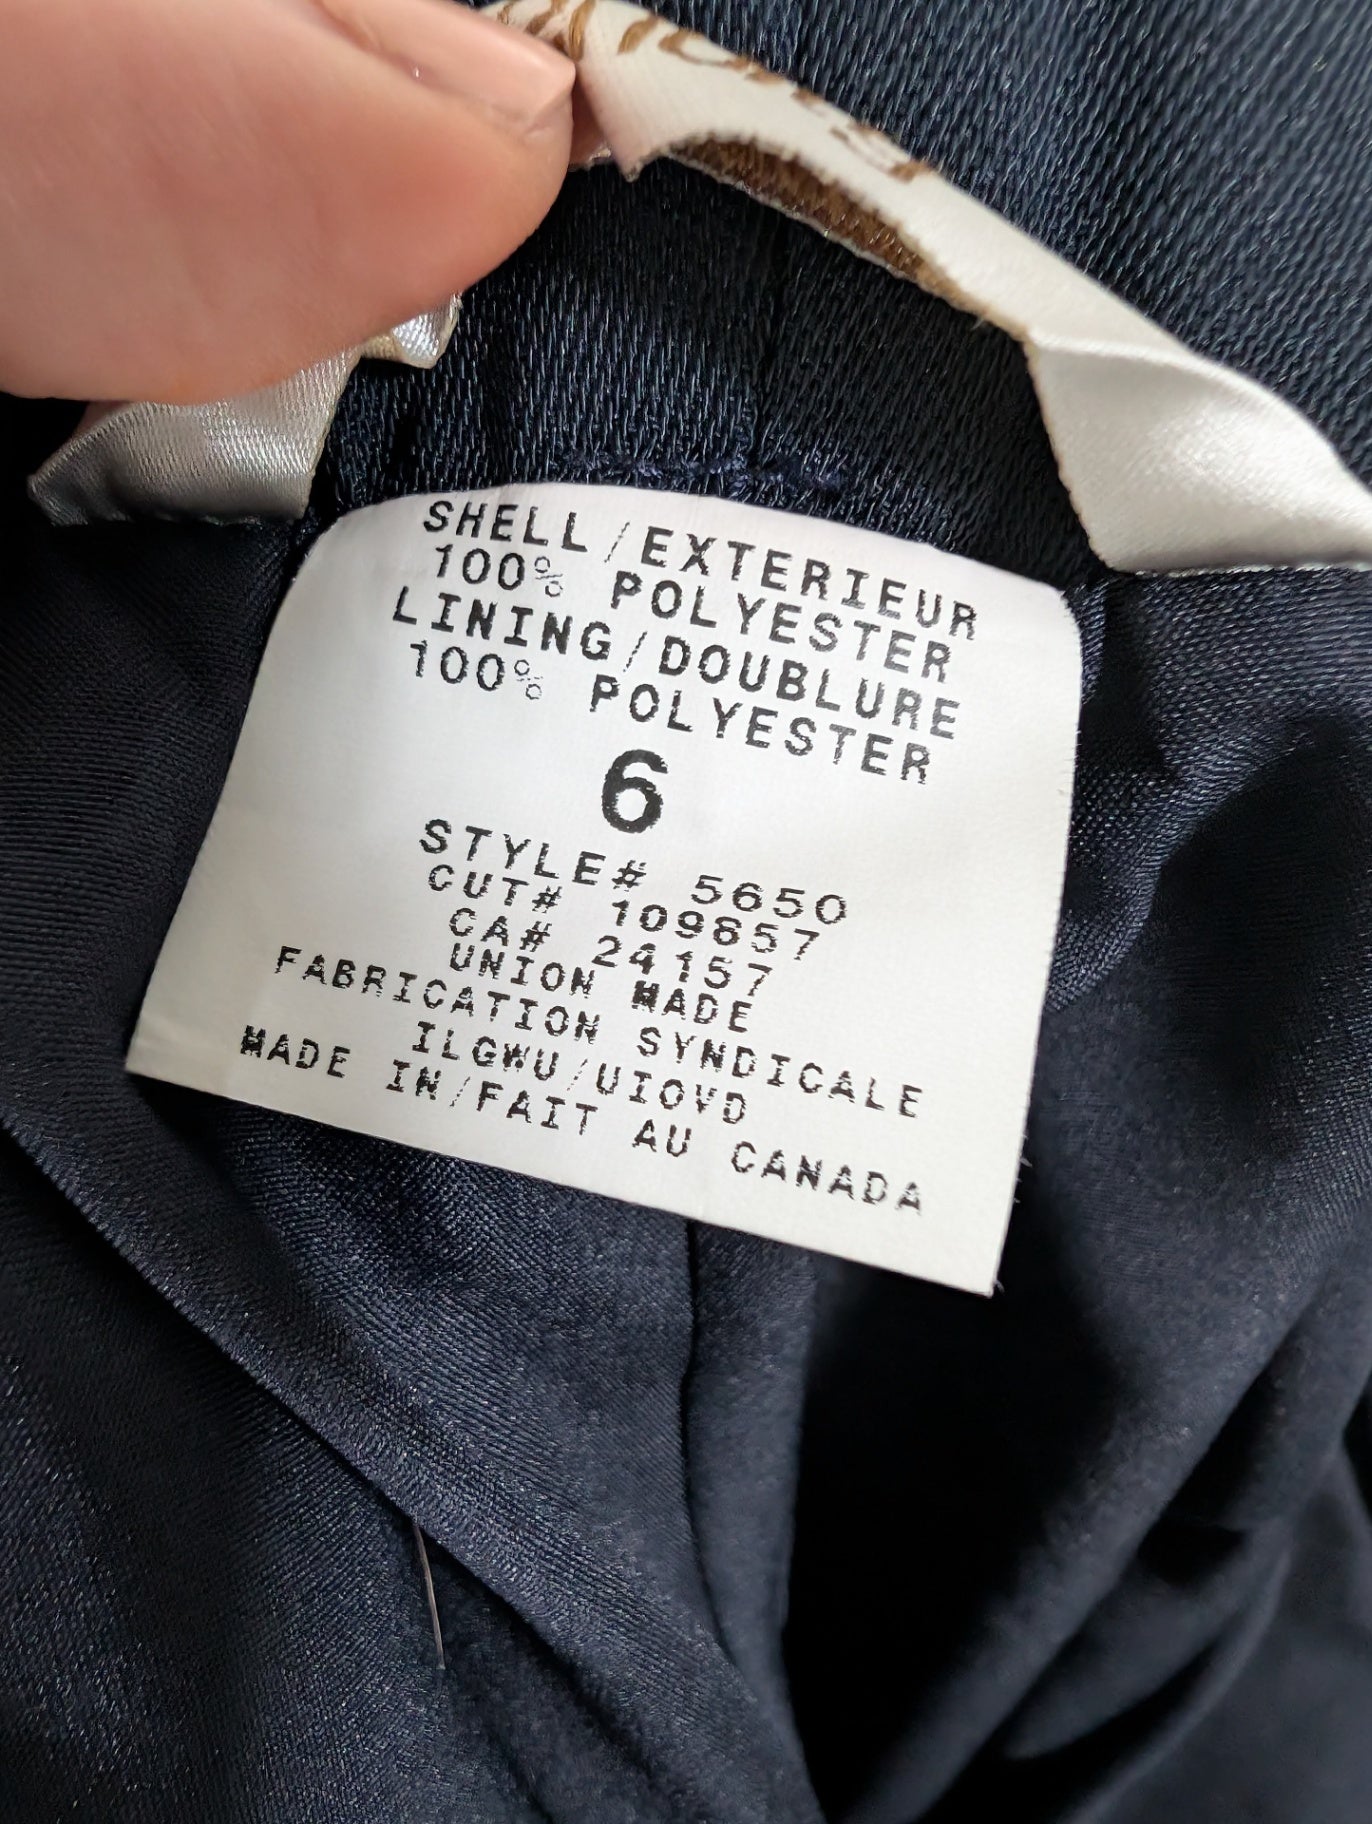 SHELL/EXTERIEUR
100% POLYESTER
LINING/DOUBLURE
100% POLYESTER
6
STYLE# 5650
CUT# 109857
CA# 24157
UNION MADE
FABRICATION SYNDICALE
ILGWU/UIOVD
MADE IN/FAIT AU CANADA